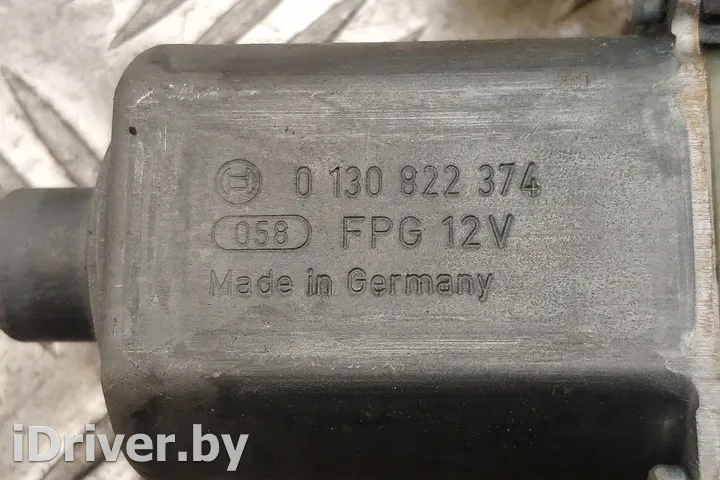 0 130 822 374
058 FPG 12V
Made in Germany
iDriver.by